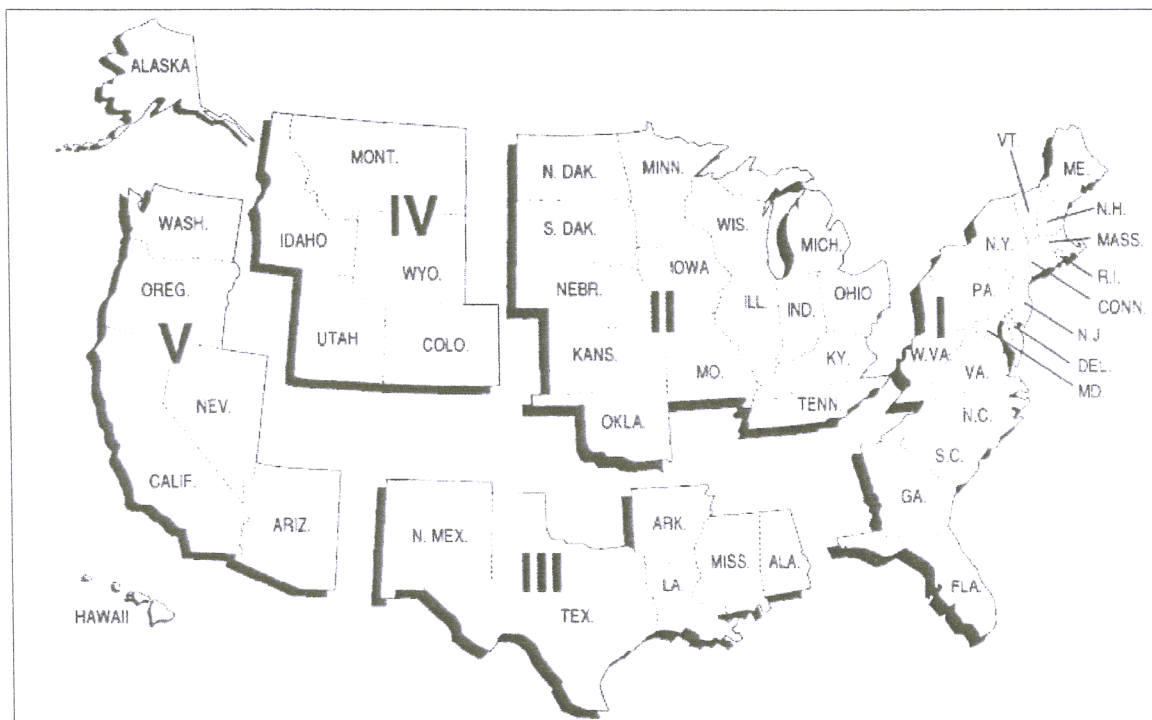 ALASKA
WASH.
OREG.
V
NEV.
CALIF.
ARIZ.
HAWAII
MONT.
IV
IDAHO
WYO.
UTAH
COLO.
N. DAK.
MINN.
S. DAK.
WIS.
MICH.
IOWA
NEBR.
II
ILL.
IND.
OHIO
KANS.
MO.
KY.
TENN.
OKLA.
N. MEX.
III
TEX.
ARK.
LA.
MISS.
ALA.
VT.
ME.
N.H.
MASS.
N.Y.
R.I.
CONN.
PA.
I
N.J
DEL.
MD.
W.VA.
VA.
N.C.
S.C.
GA.
FLA.